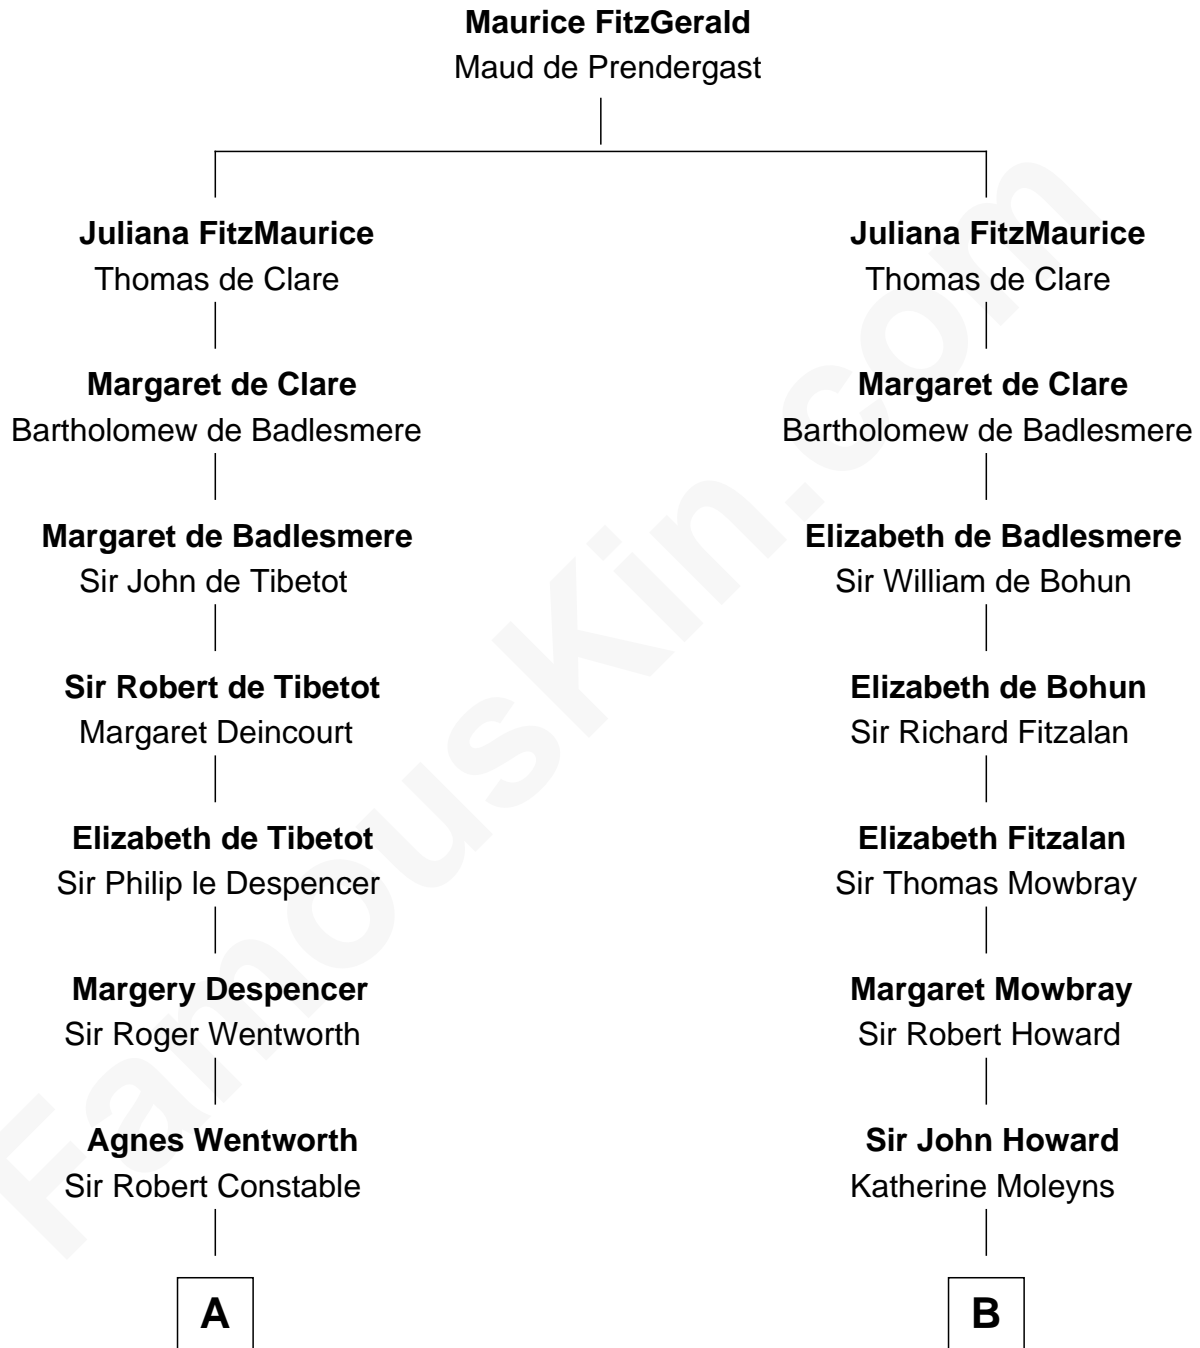 Maurice FitzGerald
Maud de Prendergast
Juliana FitzMaurice
Thomas de Clare
Margaret de Clare
Bartholomew de Badlesmere
Margaret de Badlesmere
Sir John de Tibetot
Sir Robert de Tibetot
Margaret Deincourt
Elizabeth de Tibetot
Sir Philip le Despencer
Margery Despencer
Sir Roger Wentworth
Agnes Wentworth
Sir Robert Constable
A
Juliana FitzMaurice
Thomas de Clare
Margaret de Clare
Bartholomew de Badlesmere
Elizabeth de Badlesmere
Sir William de Bohun
Elizabeth de Bohun
Sir Richard Fitzalan
Elizabeth Fitzalan
Sir Thomas Mowbray
Margaret Mowbray
Sir Robert Howard
Sir John Howard
Katherine Moleyns
B
FamousKin.com